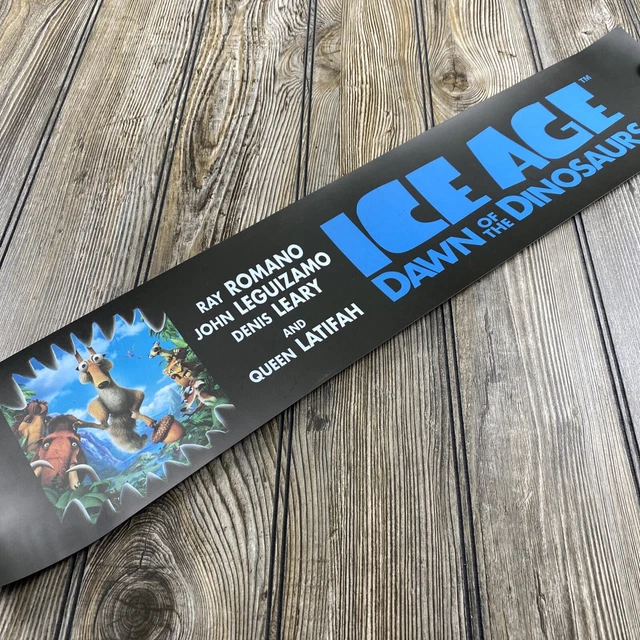 RAY ROMANO
JOHN LEGUIZAMO
DENIS LEARY
AND
QUEEN LATIFAH
ICE AGE™
DAWN OF THE DINOSAURS